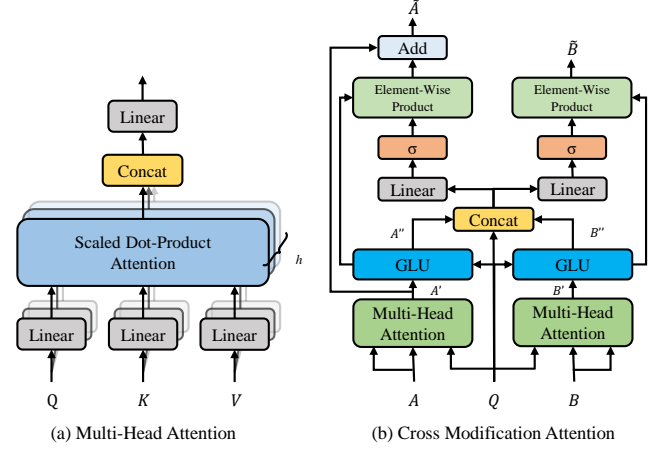 Linear
Concat
Scaled Dot-Product
Attention
h
Linear
Linear
Linear
Q
K
V
(a) Multi-Head Attention
Ã
Add
B̃
Element-Wise
Product
Element-Wise
Product
σ
σ
Linear
Linear
Concat
A''
B''
GLU
GLU
A'
B'
Multi-Head
Attention
Multi-Head
Attention
A
Q
B
(b) Cross Modification Attention